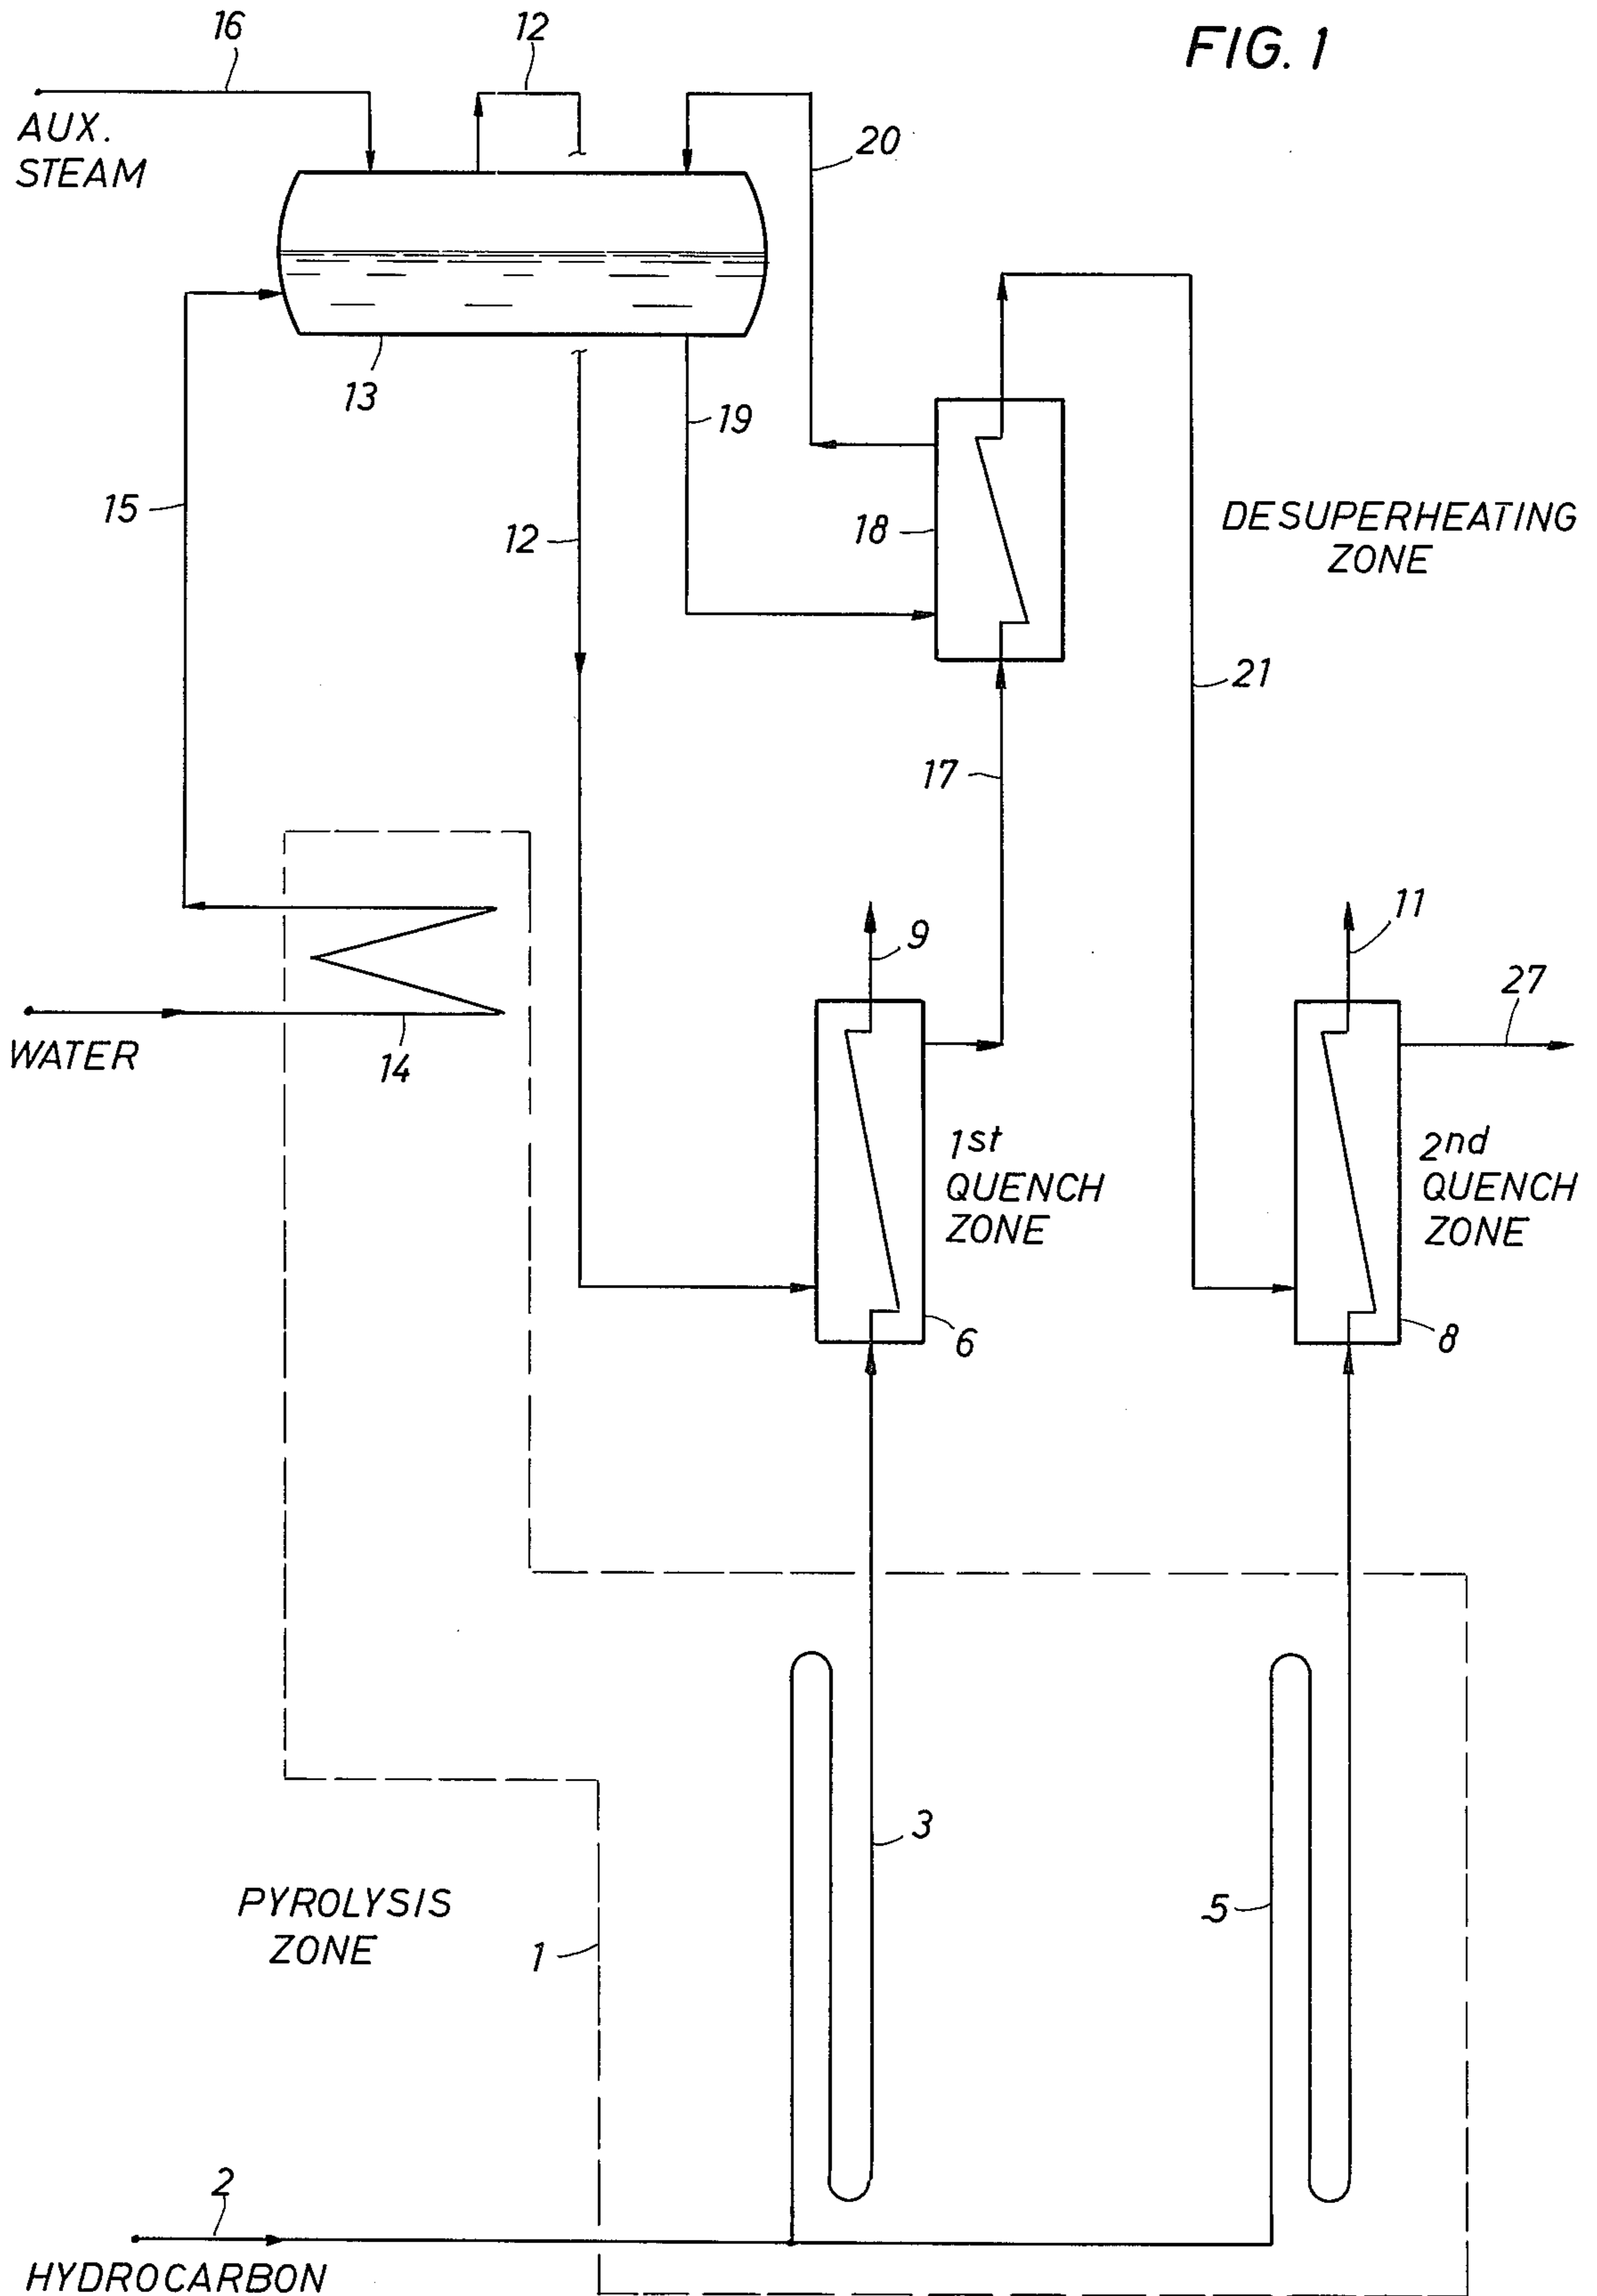 FIG. 1
16
12
AUX.
STEAM
20
13
19
15
12
18
DESUPERHEATING
ZONE
21
17
9
11
27
WATER
14
1st
QUENCH
ZONE
2nd
QUENCH
ZONE
6
8
3
5
PYROLYSIS
ZONE
1
2
HYDROCARBON